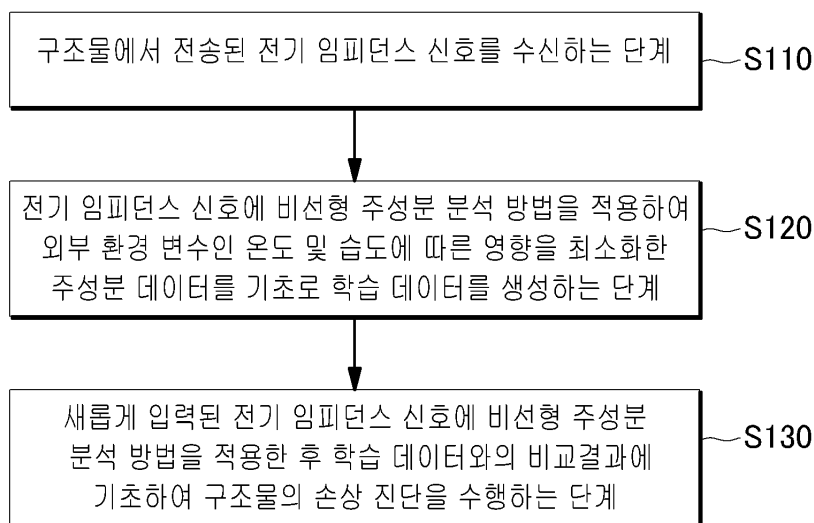 구조물에서 전송된 전기 임피던스 신호를 수신하는 단계
S110
전기 임피던스 신호에 비선형 주성분 분석 방법을 적용하여
외부 환경 변수인 온도 및 습도에 따른 영향을 최소화한
주성분 데이터를 기초로 학습 데이터를 생성하는 단계
S120
새롭게 입력된 전기 임피던스 신호에 비선형 주성분
분석 방법을 적용한 후 학습 데이터와의 비교결과에
기초하여 구조물의 손상 진단을 수행하는 단계
S130